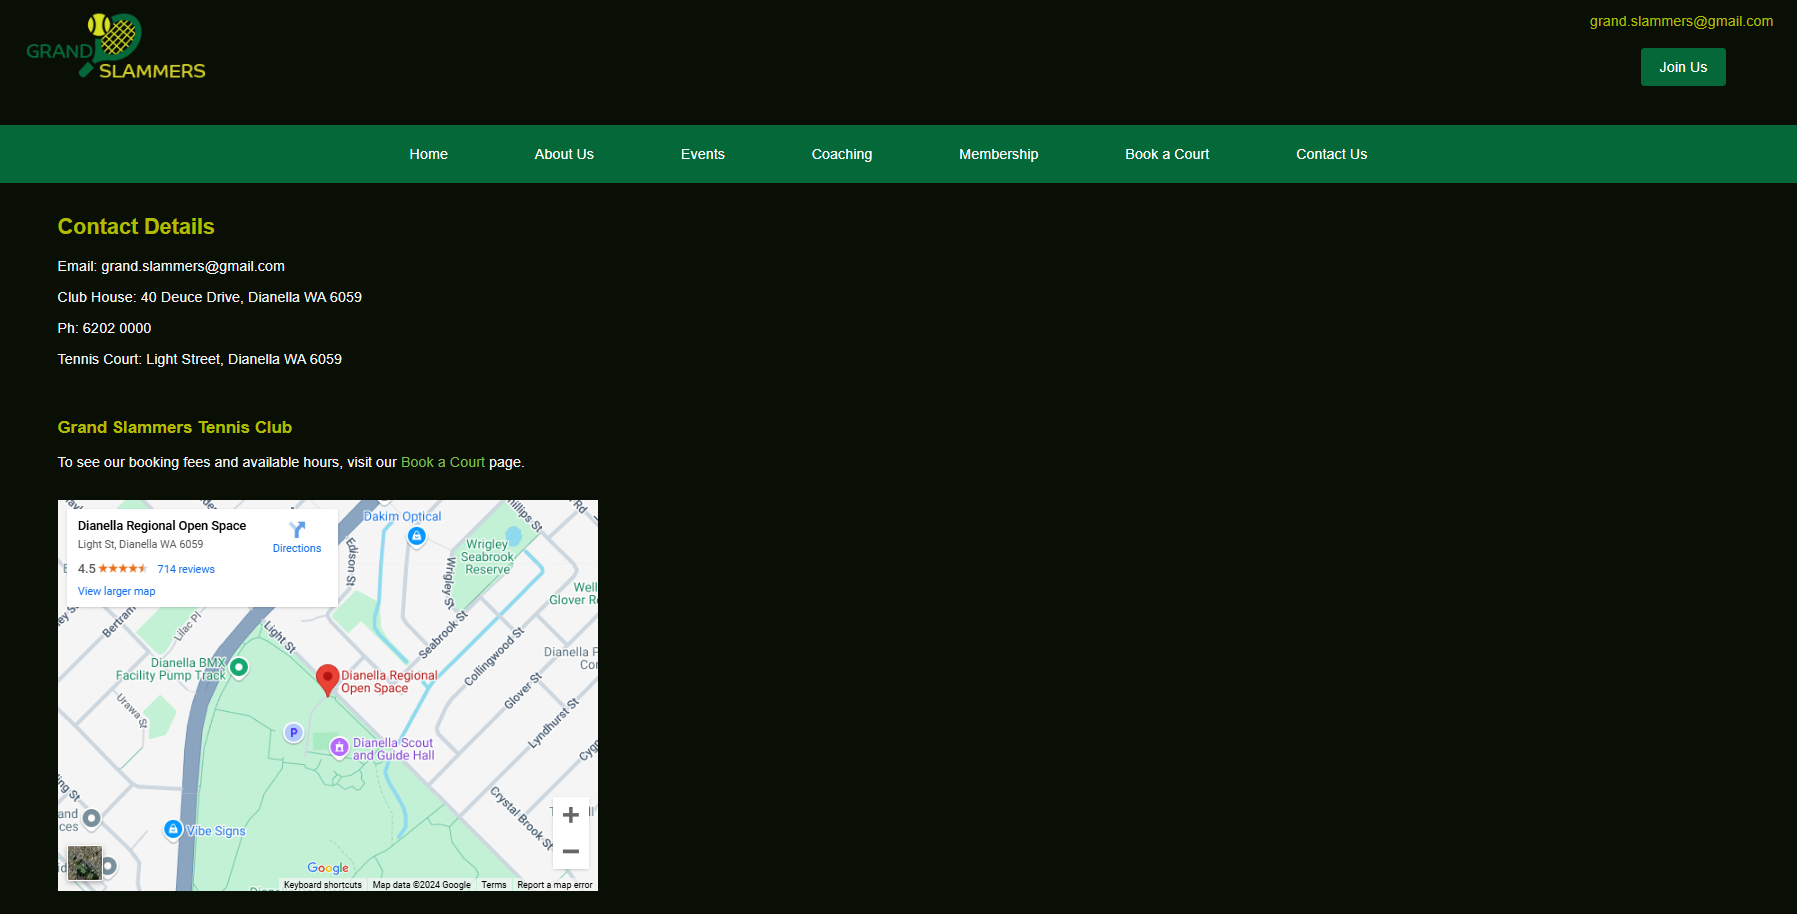 GRAND
SLAMMERS
grand.slammers@gmail.com
Join Us
Home
About Us
Events
Coaching
Membership
Book a Court
Contact Us
Contact Details
Email: grand.slammers@gmail.com
Club House: 40 Deuce Drive, Dianella WA 6059
Ph: 6202 0000
Tennis Court: Light Street, Dianella WA 6059
Grand Slammers Tennis Club
To see our booking fees and available hours, visit our Book a Court page.
Dianella Regional Open Space
Light St, Dianella WA 6059
Directions
4.5
714 reviews
View larger map
Dakim Optical
Edison St
Wrigley
Seabrook
Reserve
Wrigley St
Phillips St
Rd
Well
Glover R
Seabrook St
Collingwood St
Dianella
Glover St
Lyndhurst St
Bertram
Lilac Pl
Light St
Dianella BMX
Facility Pump Track
Dianella Regional
Open Space
Urawa St
P
Dianella Scout
and Guide Hall
Crystal Brook St
Vibe Signs
+
−
Google
Keyboard shortcuts
Map data ©2024 Google
Terms
Report a map error